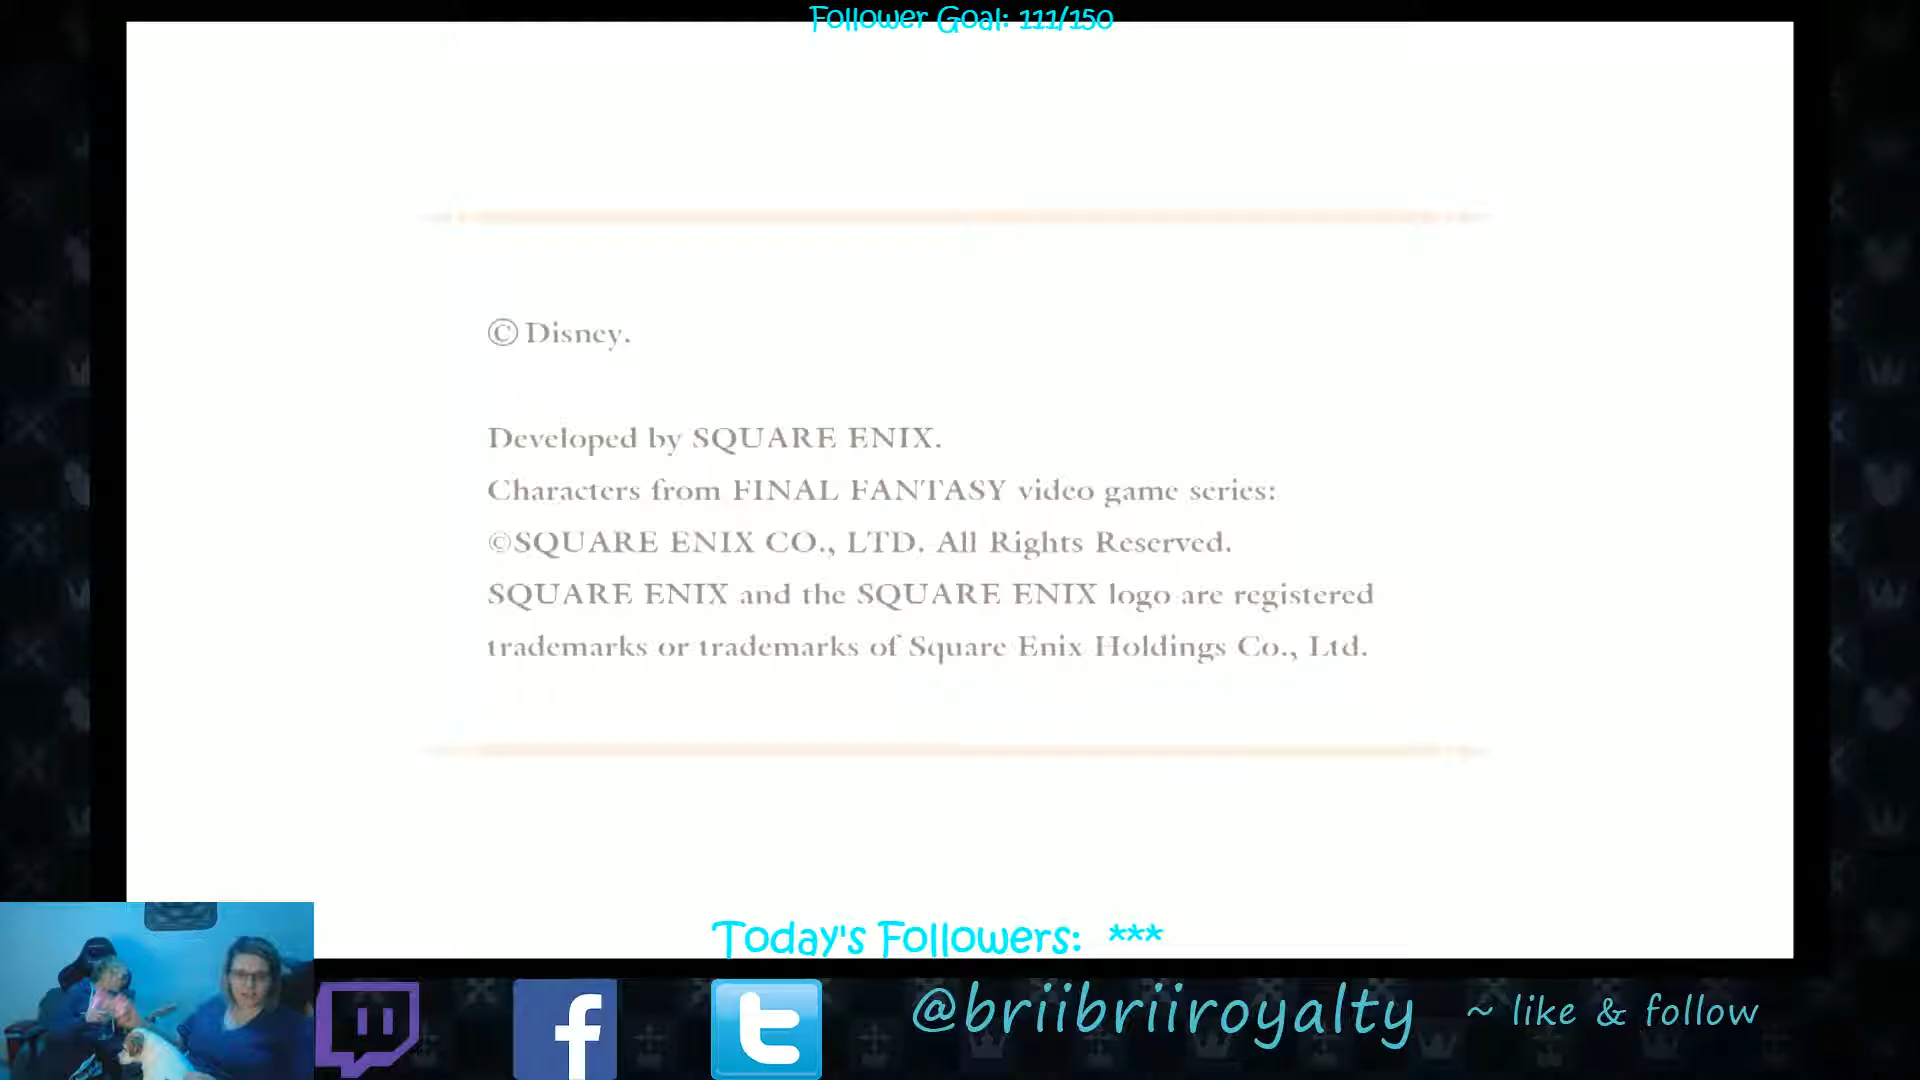 Follower Goal: 111/150
© Disney.
Developed by SQUARE ENIX.
Characters from FINAL FANTASY video game series:
©SQUARE ENIX CO., LTD. All Rights Reserved.
SQUARE ENIX and the SQUARE ENIX logo are registered
trademarks or trademarks of Square Enix Holdings Co., Ltd.
Today's Followers: ***
@briibriiroyalty ~ like & follow